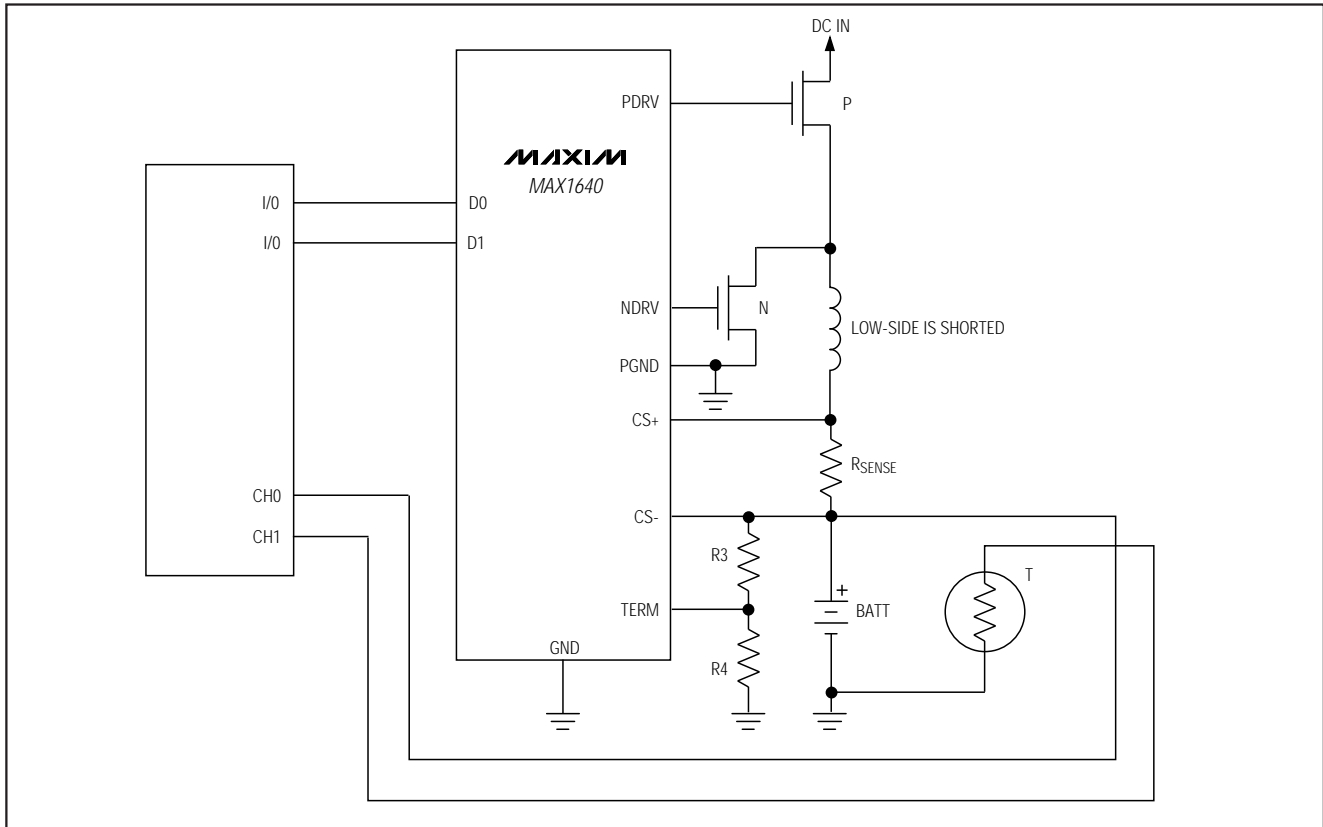 DC IN
PDRV
P
MAXIM
MAX1640
I/0
D0
I/0
D1
NDRV
N
LOW-SIDE IS SHORTED
PGND
CS+
RSENSE
CH0
CS-
CH1
R3
T
+
TERM
BATT
GND
R4